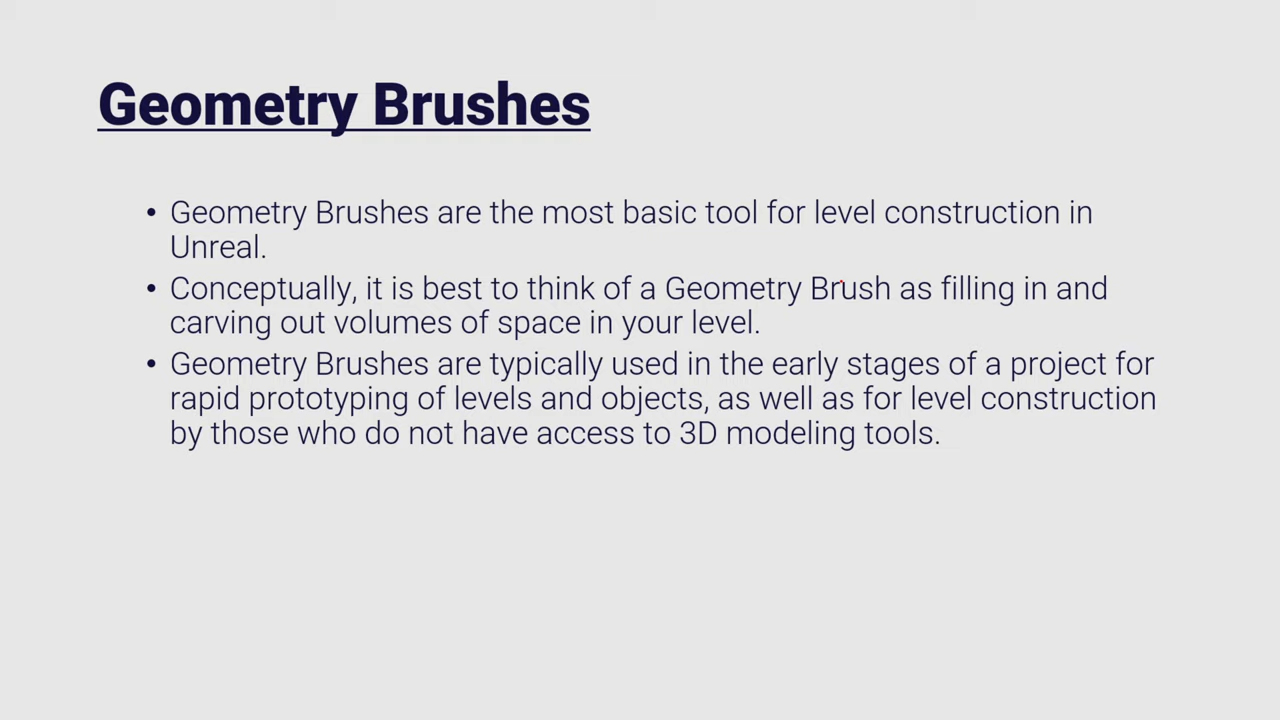 Geometry Brushes
• Geometry Brushes are the most basic tool for level construction in
Unreal.
• Conceptually, it is best to think of a Geometry Brush as filling in and
carving out volumes of space in your level.
• Geometry Brushes are typically used in the early stages of a project for
rapid prototyping of levels and objects, as well as for level construction
by those who do not have access to 3D modeling tools.